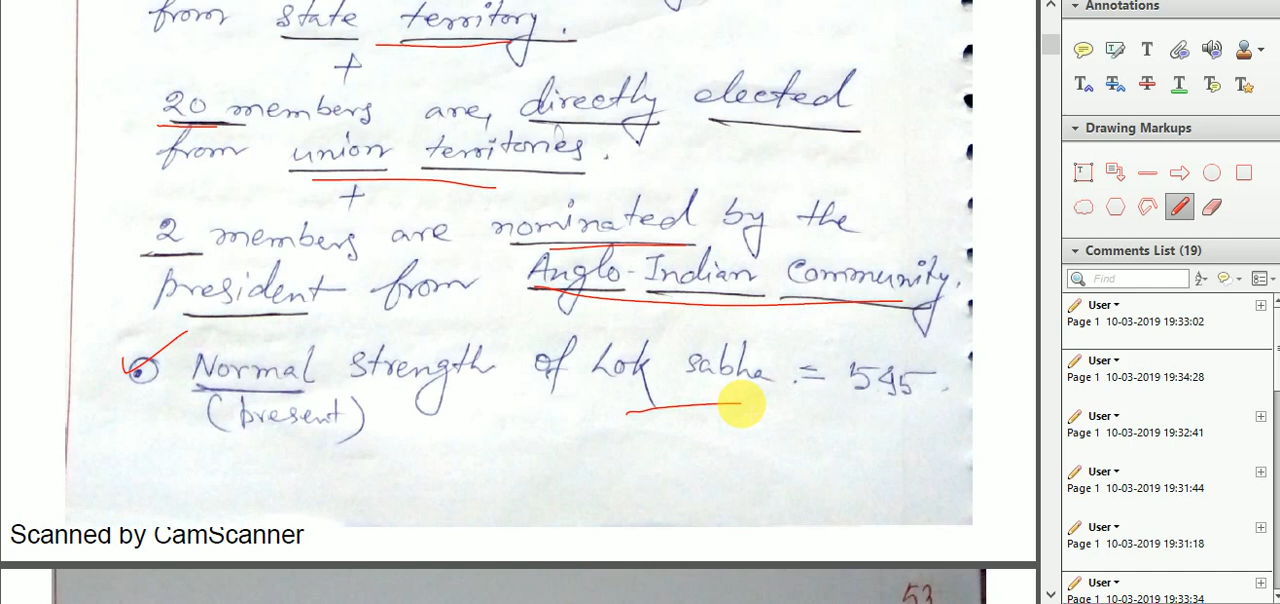 from state territory.
+
20 members are, directly elected
from union territories.
+
2 members are nominated by the
president from Anglo-Indian Community.
Normal strength of Lok sabha . = 545.
(present)
Scanned by CamScanner
53
Annotations
Drawing Markups
Comments List (19)
Find
User
Page 1 10-03-2019 19:33:02
User
Page 1 10-03-2019 19:34:28
User
Page 1 10-03-2019 19:32:41
User
Page 1 10-03-2019 19:31:44
User
Page 1 10-03-2019 19:31:18
User
Page 1 10-03-2019 19:33:34